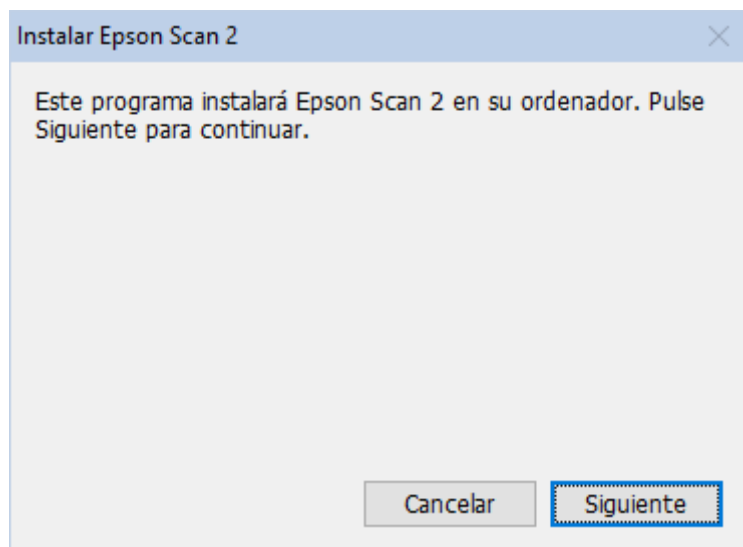 Instalar Epson Scan 2
Este programa instalará Epson Scan 2 en su ordenador. Pulse
Siguiente para continuar.
Cancelar
Siguiente